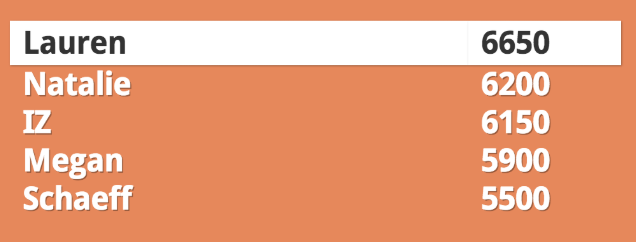 Lauren 6650
Natalie 6200
IZ 6150
Megan 5900
Schaeff 5500